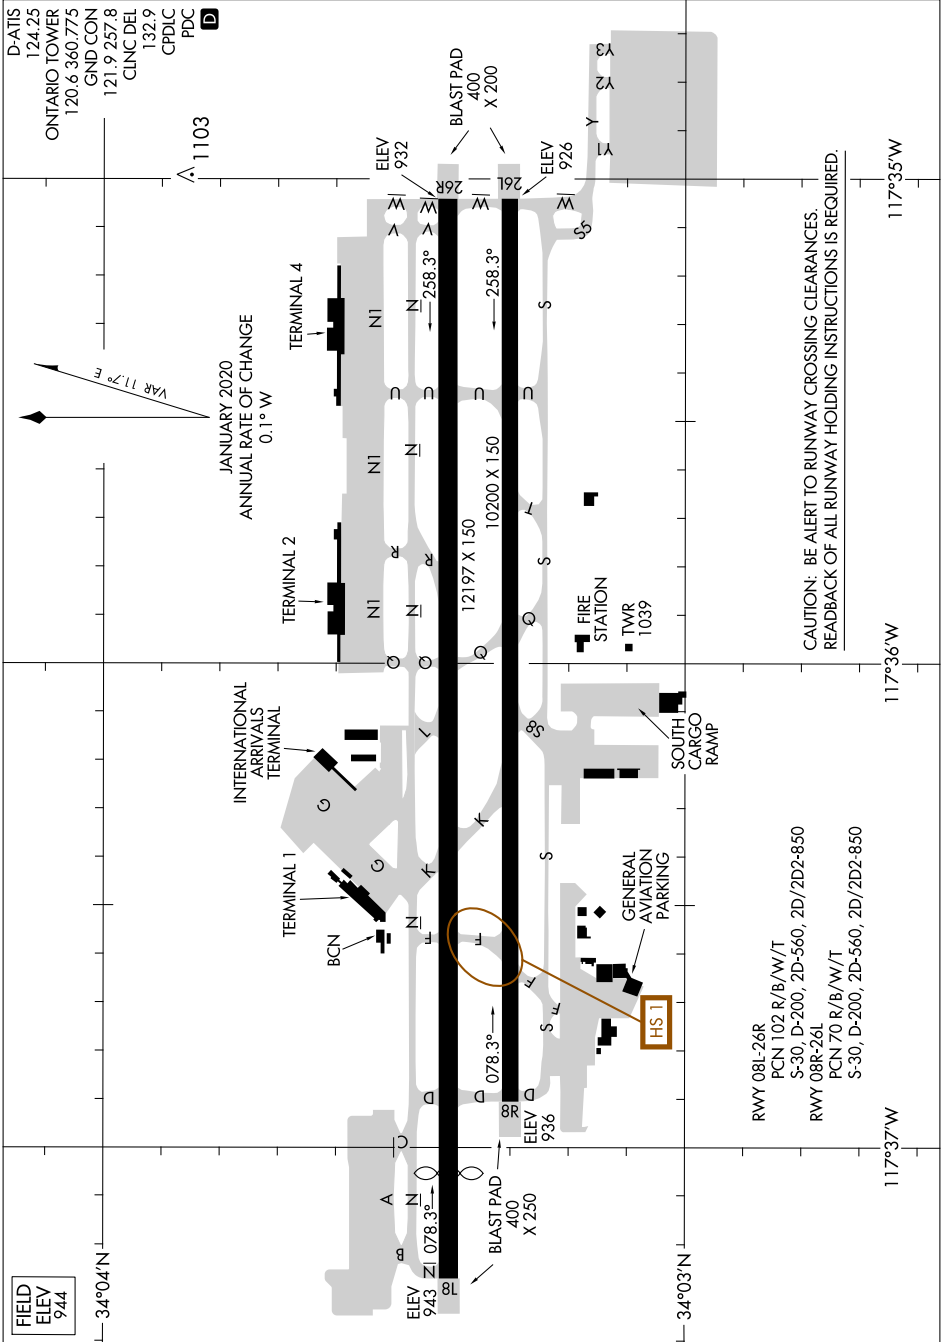 D-ATIS
124.25
ONTARIO TOWER
120.6 360.775
GND CON
121.9 257.8
CLNC DEL
132.9
CPDLC
PDC
D
1103
BLAST PAD
400
X 200
Y3
Y2
Y
Y1
ELEV
932
ELEV
926
26R
26L
W
W
W
W
V
V
S5
117°35'W
VAR 11.7° E
JANUARY 2020
ANNUAL RATE OF CHANGE
0.1° W
TERMINAL 4
N1
N
258.3°
258.3°
S
U
U
U
U
N1
N
10200 X 150
12197 X 150
T
R
R
S
TERMINAL 2
N1
N
Q
Q
Q
Q
FIRE
STATION
TWR
1039
CAUTION: BE ALERT TO RUNWAY CROSSING CLEARANCES.
READBACK OF ALL RUNWAY HOLDING INSTRUCTIONS IS REQUIRED.
117°36'W
INTERNATIONAL
ARRIVALS
TERMINAL
G
G
S8
SOUTH
CARGO
RAMP
K
K
S
TERMINAL 1
BCN
N
F
F
F
F
S
GENERAL
AVIATION
PARKING
HS 1
078.3°
D
D
D
8R
ELEV
936
RWY 08L-26R
PCN 102 R/B/W/T
S-30, D-200, 2D-560, 2D/2D2-850
RWY 08R-26L
PCN 70 R/B/W/T
S-30, D-200, 2D-560, 2D/2D2-850
117°37'W
C
A
N
B
N
078.3°
8L
ELEV
943
BLAST PAD
400
X 250
FIELD
ELEV
944
34°04'N
34°03'N